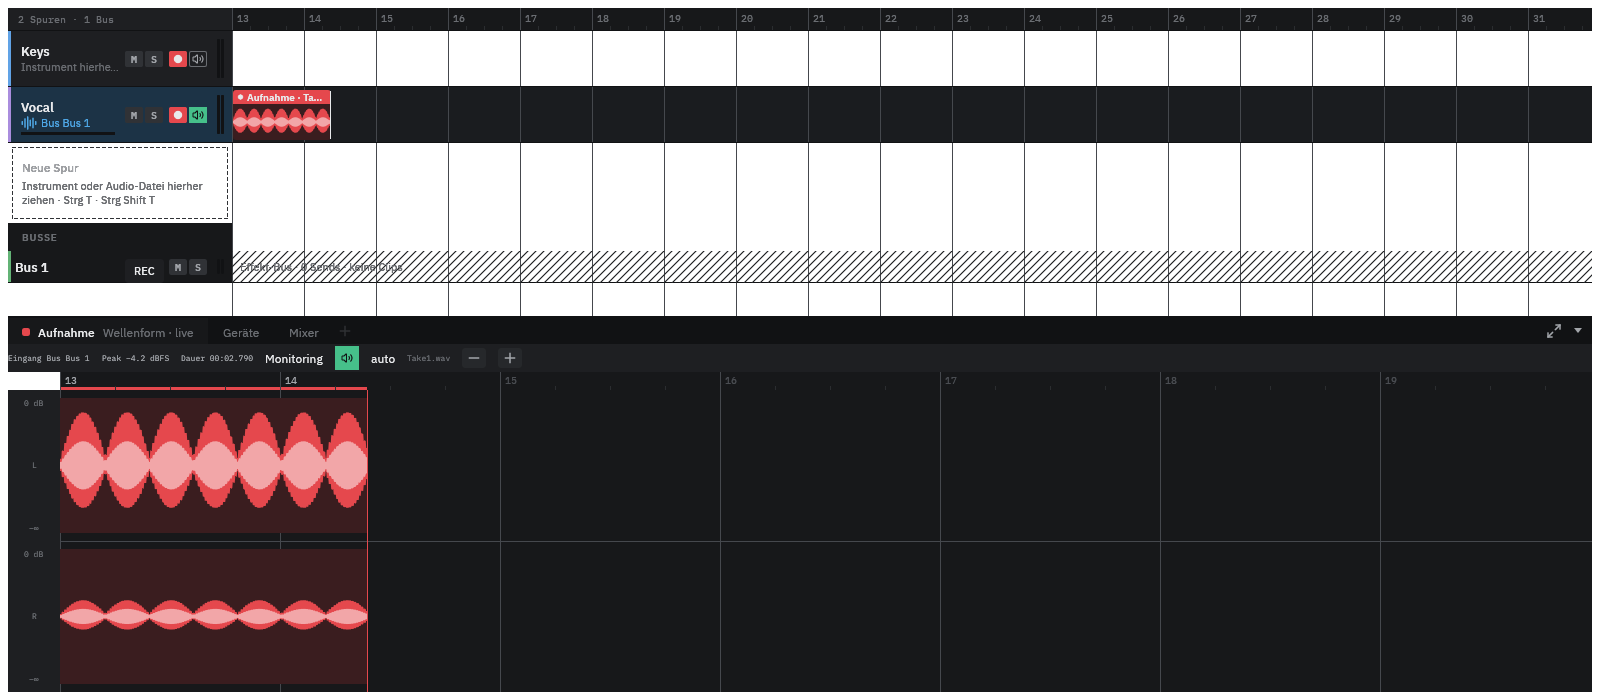 2 Spuren · 1 Bus
13 14 15 16 17 18 19 20 21 22 23 24 25 26 27 28 29 30 31
Keys
M S
Instrument hierhe...
Aufnahme · Ta...
Vocal
M S
Bus Bus 1
Neue Spur
Instrument oder Audio-Datei hierher
ziehen · Strg T · Strg Shift T
BUSSE
Bus 1 REC M S
Effekt-Bus · 0 Sends · keine Clips
Aufnahme Wellenform · live Geräte Mixer +
Eingang Bus Bus 1 Peak -4.2 dBFS Dauer 00:02.790 Monitoring auto Take1.wav − +
13 14 15 16 17 18 19
0 dB
L
-∞
0 dB
R
-∞